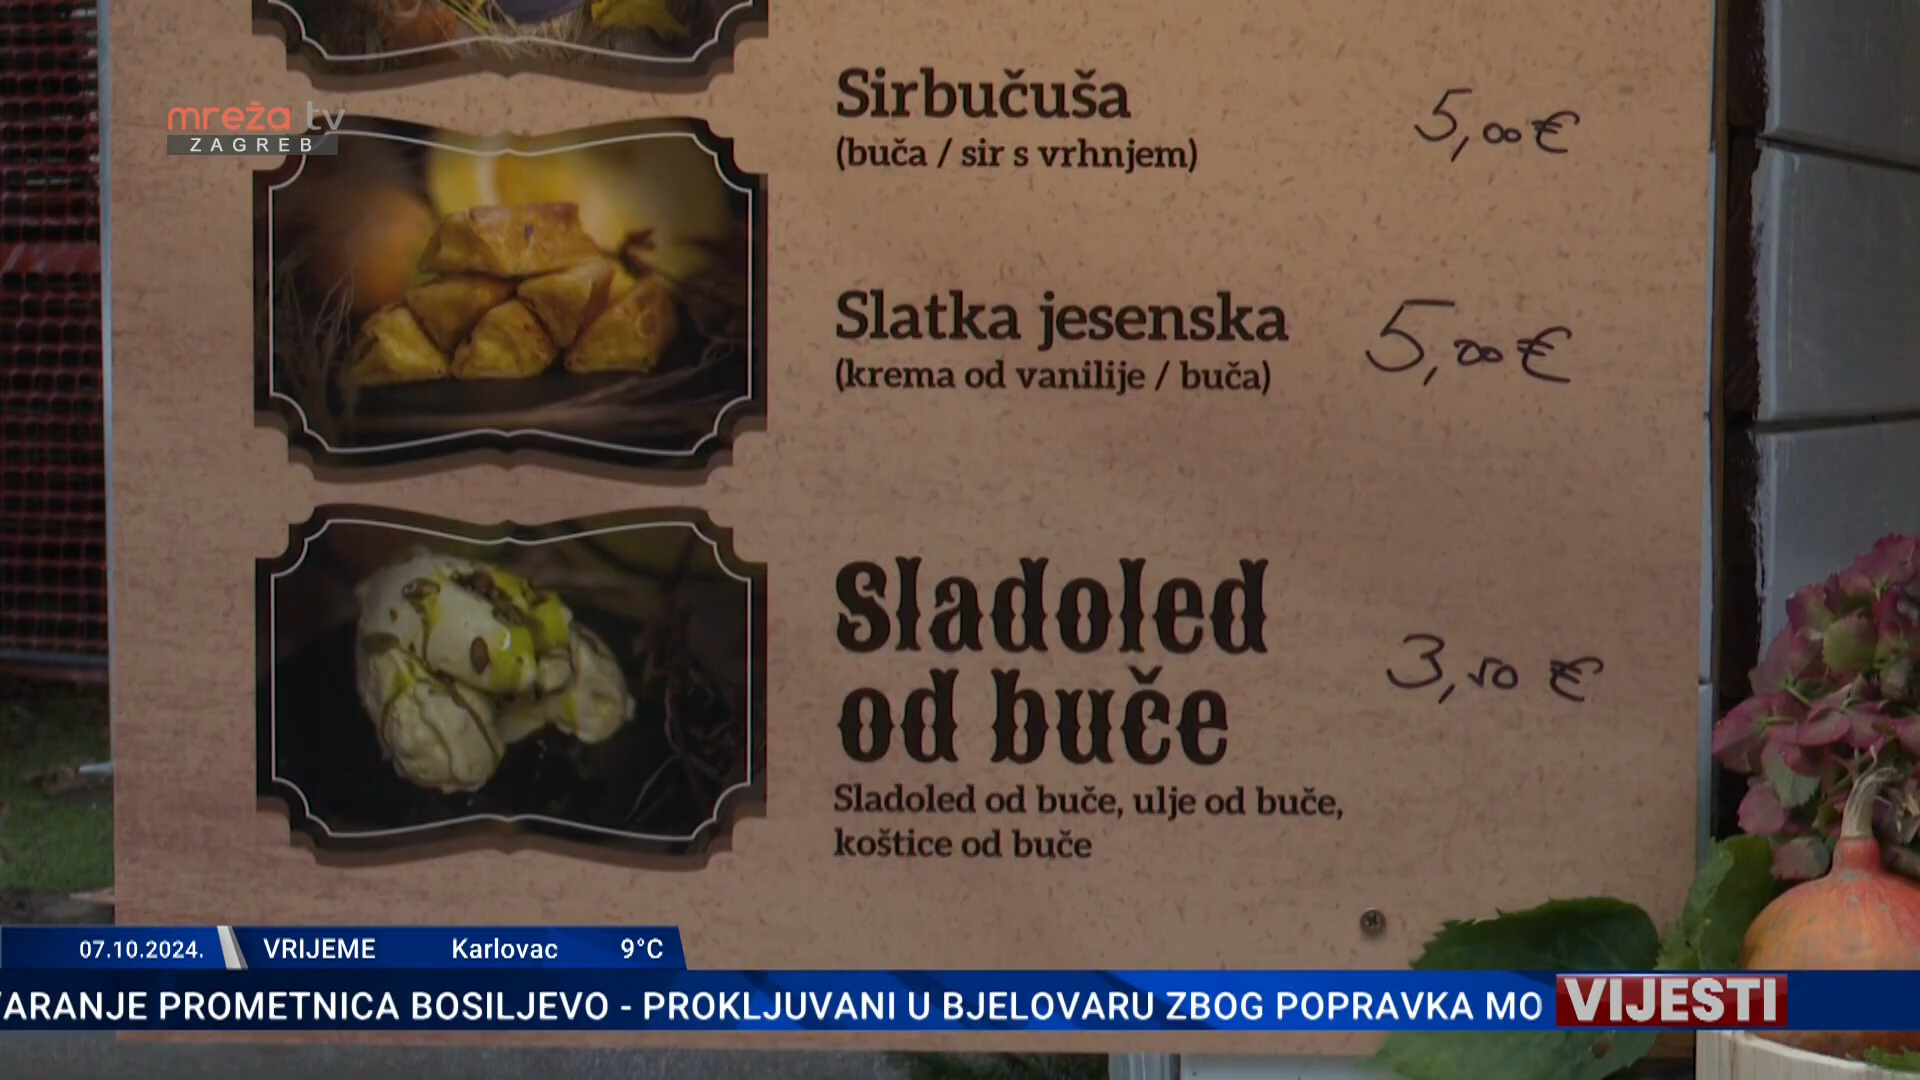 mreža tv
ZAGREB
Sirbučuša
5,00€
(buča / sir s vrhnjem)
Slatka jesenska
5,00€
(krema od vanilije / buča)
Sladoled
od buče
3,50 €
Sladoled od buče, ulje od buče,
koštice od buče
07.10.2024. VRIJEME Karlovac 9°C
VARANJE PROMETNICA BOSILJEVO - PROKLJUVANI U BJELOVARU ZBOG POPRAVKA MO
VIJESTI